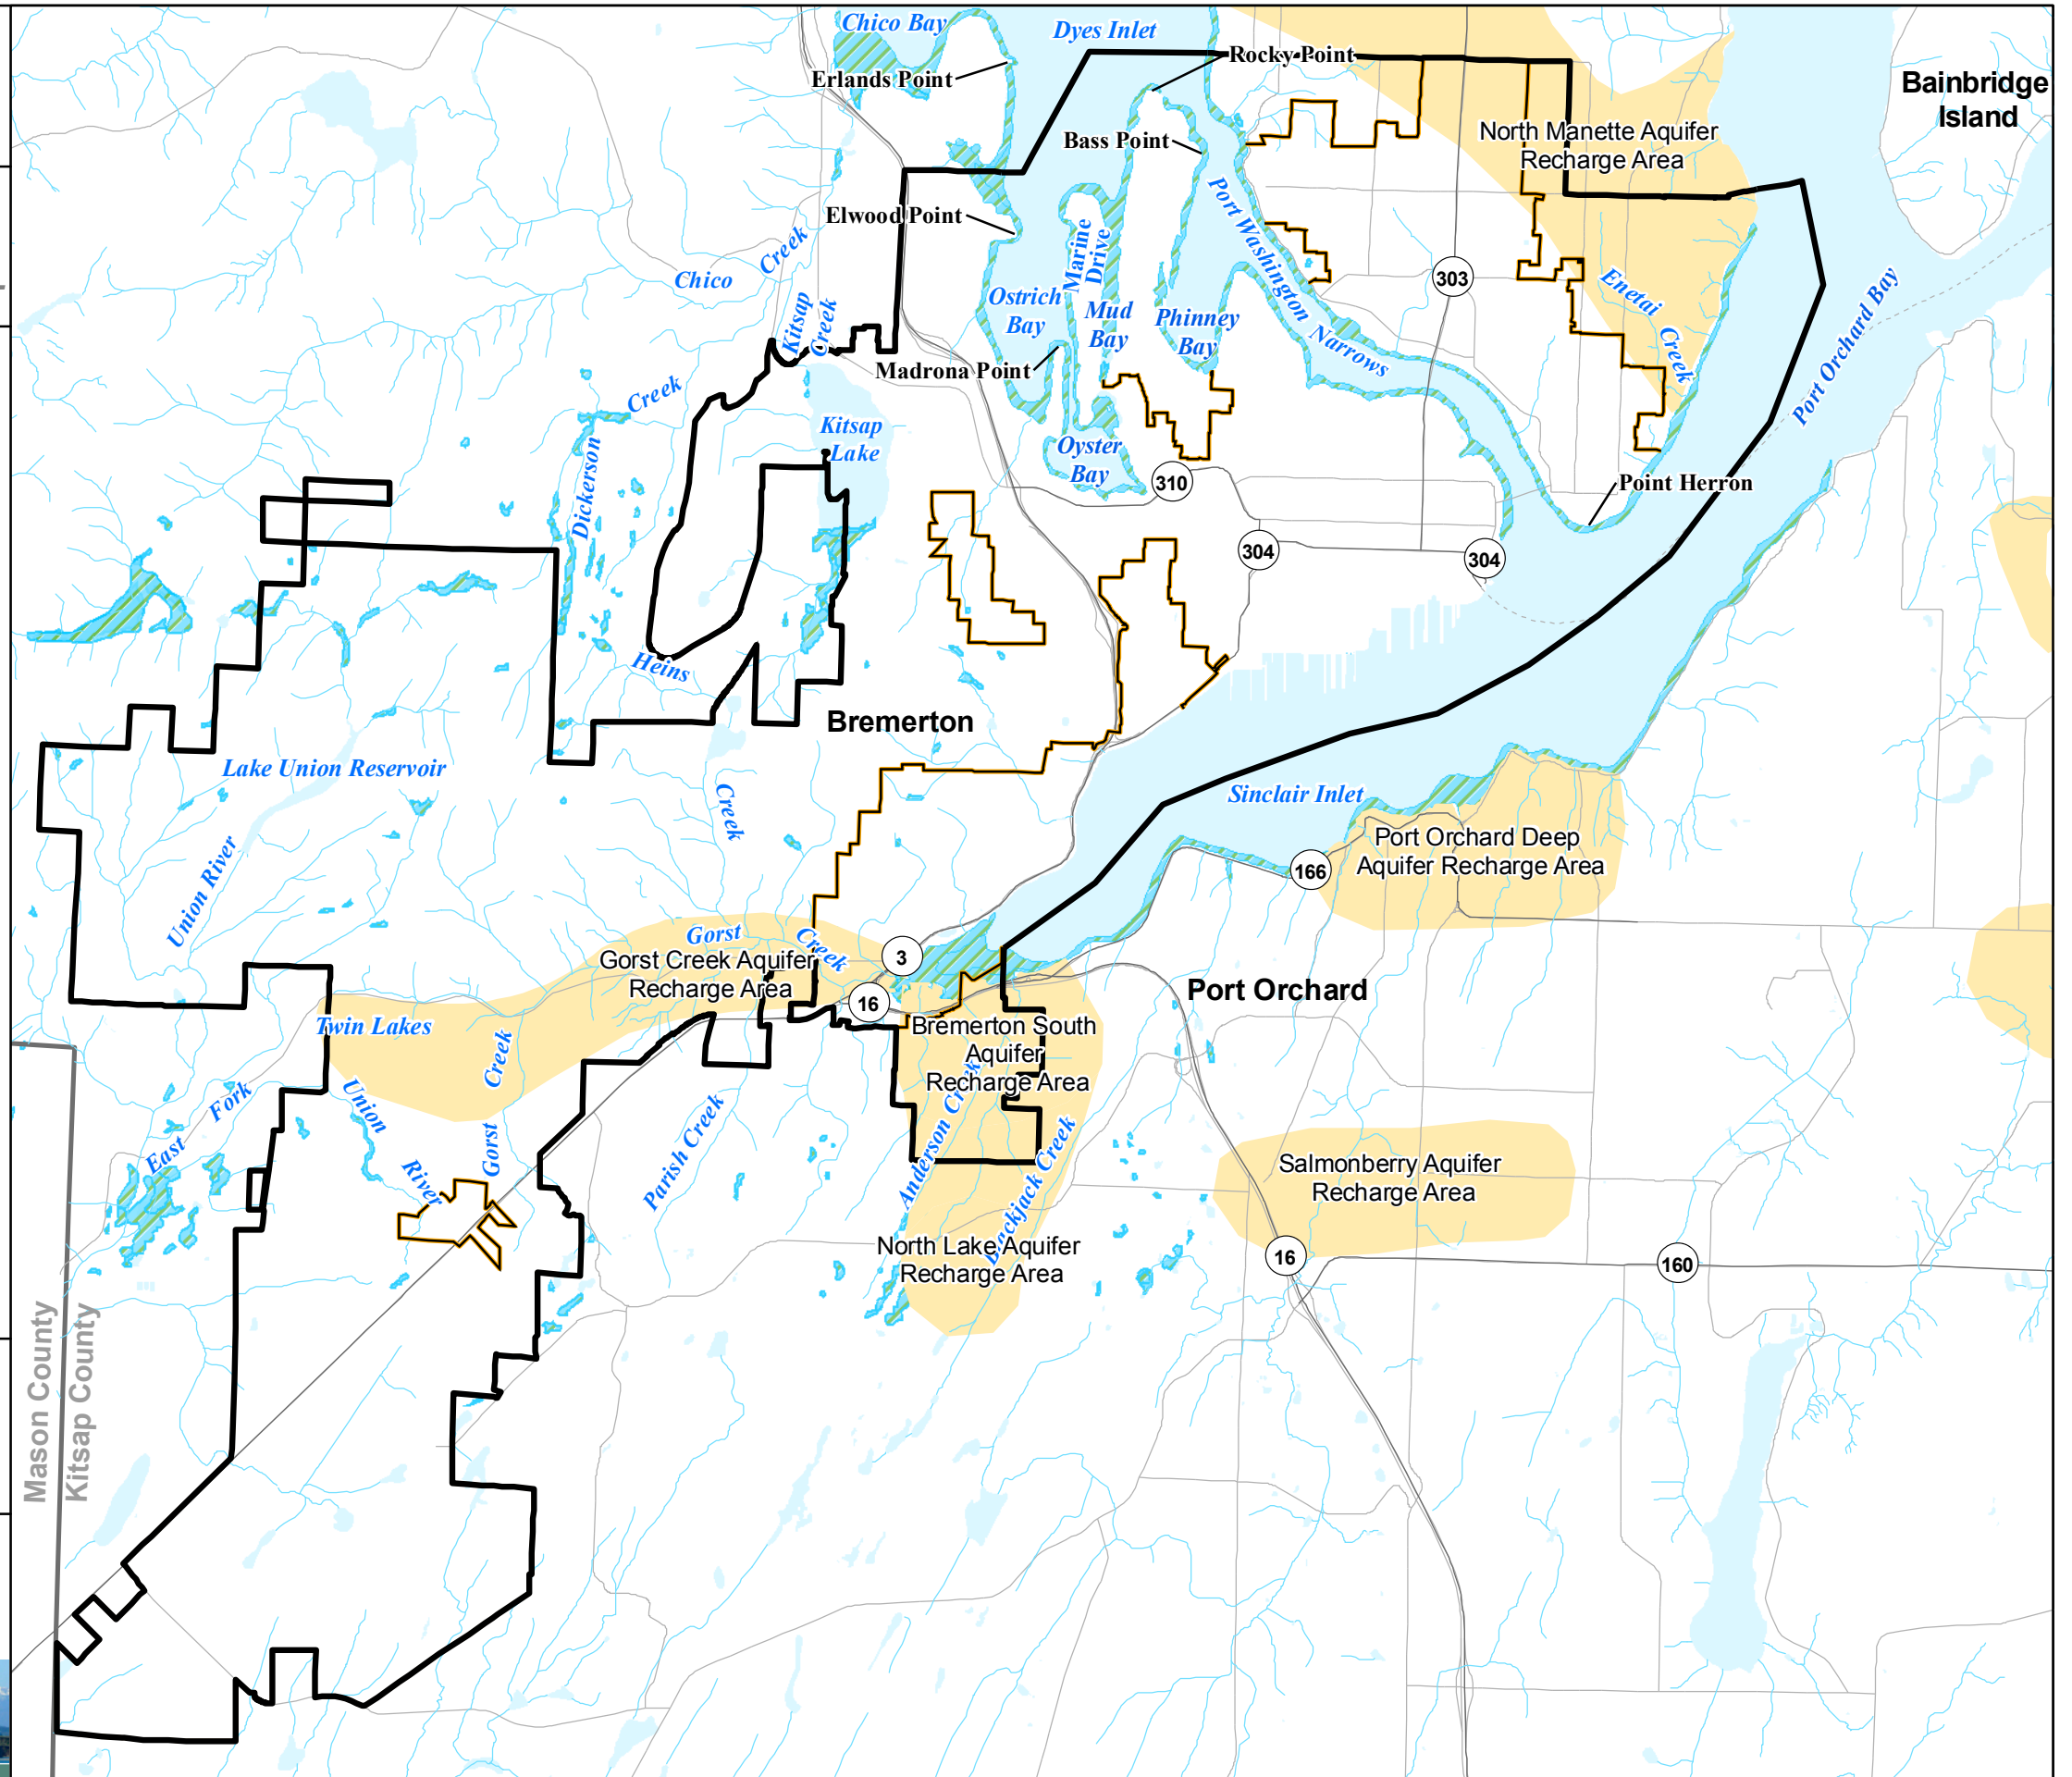 Chico Bay
Dyes Inlet
Rocky Point
Erlands Point
Bainbridge
Island
North Manette Aquifer
Recharge Area
Bass Point
Port Washington
Narrows
Elwood Point
Marine
Drive
Chico
Creek
Kitsap
Creek
303
Enetai
Creek
Port Orchard Bay
Ostrich
Bay
Mud
Bay
Phinney
Bay
Madrona Point
Creek
Dickerson
Kitsap
Lake
Oyster
Bay
310
Point Herron
304
304
Heins
Creek
Bremerton
Lake Union Reservoir
Sinclair Inlet
Union River
Port Orchard Deep
Aquifer Recharge Area
166
Gorst
Creek
3
Gorst Creek Aquifer
Recharge Area
16
Port Orchard
Twin Lakes
Bremerton South
Aquifer
Recharge Area
Creek
Gorst
East
Fork
Union
River
Parish Creek
Anderson Creek
Blackjack Creek
Salmonberry Aquifer
Recharge Area
North Lake Aquifer
Recharge Area
16
160
Mason County
Kitsap County